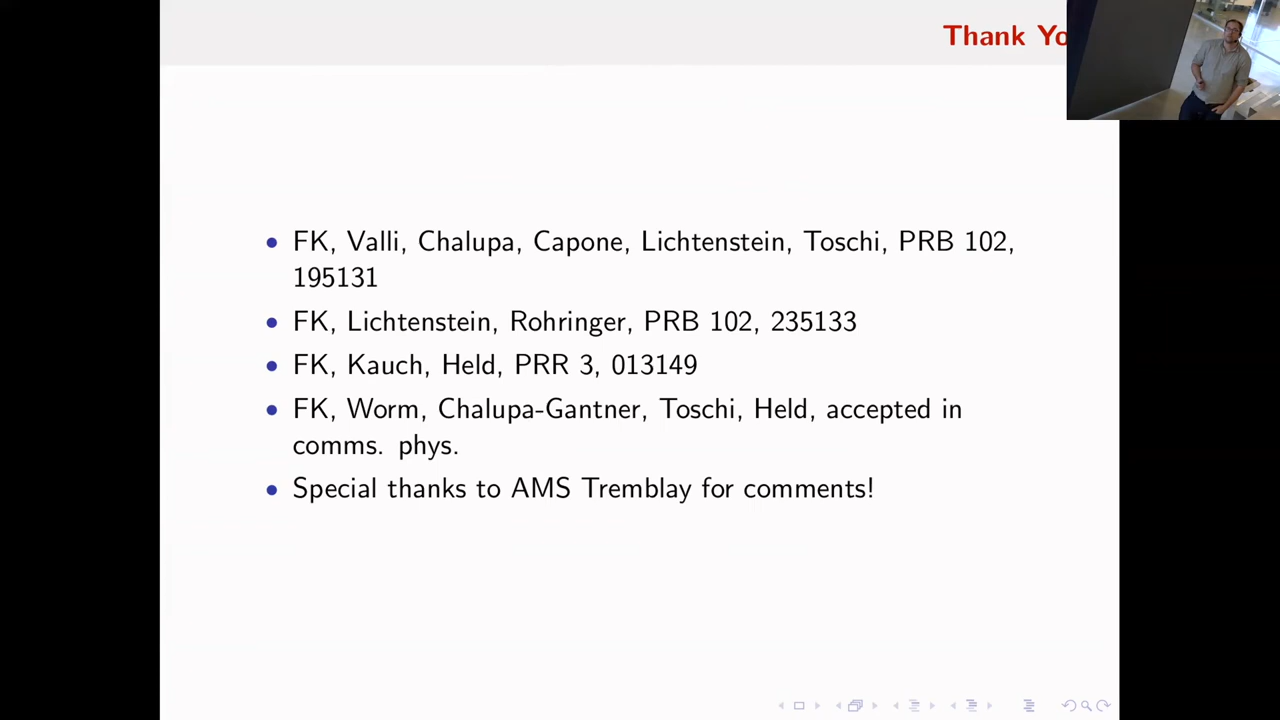 Thank Yo
• FK, Valli, Chalupa, Capone, Lichtenstein, Toschi, PRB 102,
195131
• FK, Lichtenstein, Rohringer, PRB 102, 235133
• FK, Kauch, Held, PRR 3, 013149
• FK, Worm, Chalupa-Gantner, Toschi, Held, accepted in
comms. phys.
• Special thanks to AMS Tremblay for comments!